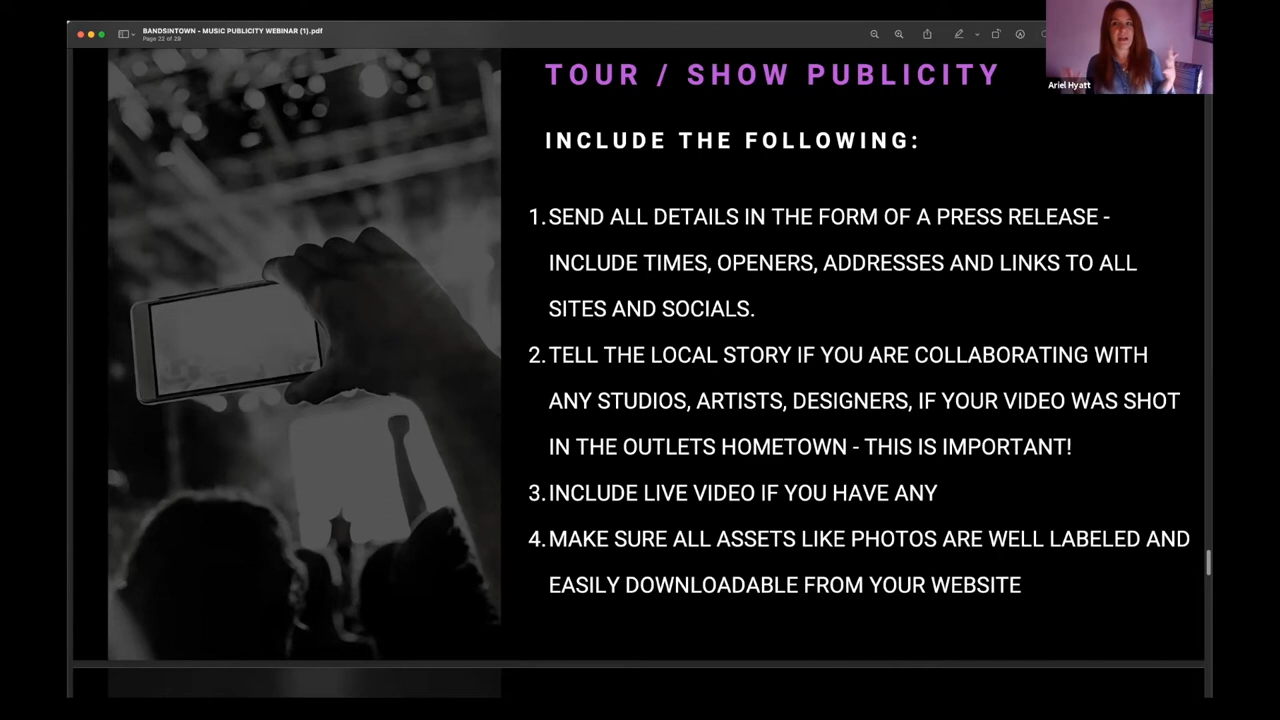 BANDSINTOWN - MUSIC PUBLICITY WEBINAR (1).pdf
Page 22 of 29
Ariel Hyatt
TOUR / SHOW PUBLICITY
INCLUDE THE FOLLOWING:
1. SEND ALL DETAILS IN THE FORM OF A PRESS RELEASE -
INCLUDE TIMES, OPENERS, ADDRESSES AND LINKS TO ALL
SITES AND SOCIALS.
2. TELL THE LOCAL STORY IF YOU ARE COLLABORATING WITH
ANY STUDIOS, ARTISTS, DESIGNERS, IF YOUR VIDEO WAS SHOT
IN THE OUTLETS HOMETOWN - THIS IS IMPORTANT!
3. INCLUDE LIVE VIDEO IF YOU HAVE ANY
4. MAKE SURE ALL ASSETS LIKE PHOTOS ARE WELL LABELED AND
EASILY DOWNLOADABLE FROM YOUR WEBSITE